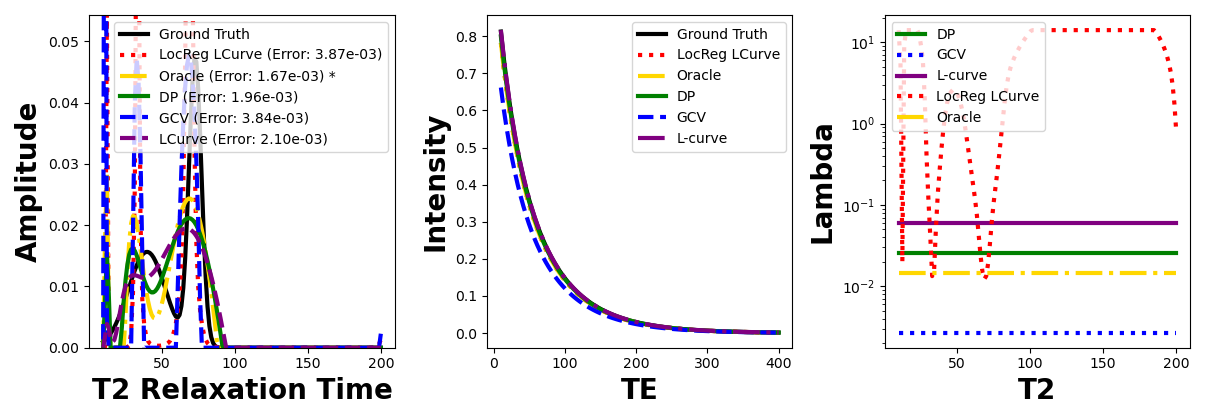 0.05
0.04
0.03
0.02
0.01
0.00
50
100
150
200
Amplitude
T2 Relaxation Time
Ground Truth
LocReg LCurve (Error: 3.87e-03)
Oracle (Error: 1.67e-03) *
DP (Error: 1.96e-03)
GCV (Error: 3.84e-03)
LCurve (Error: 2.10e-03)
0.8
0.7
0.6
0.5
0.4
0.3
0.2
0.1
0.0
0
100
200
300
400
Intensity
TE
Ground Truth
LocReg LCurve
Oracle
DP
GCV
L-curve
10¹
10⁰
10⁻¹
10⁻²
50
100
150
200
Lambda
T2
DP
GCV
L-curve
LocReg LCurve
Oracle